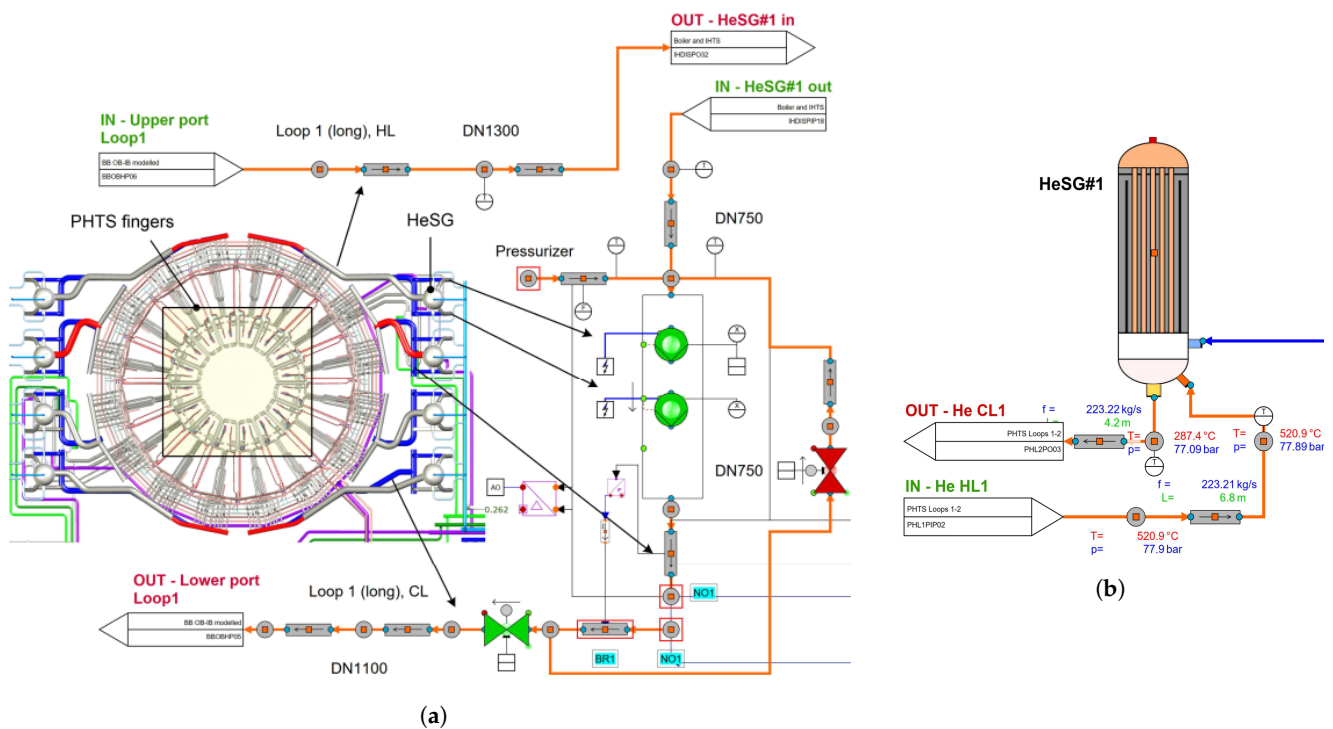 OUT - HeSG#1 in
Boiler and IHTS
IHDISPO32
IN - HeSG#1 out
Boiler and IHTS
IHDISPIP18
IN - Upper port
Loop1
Loop 1 (long), HL
DN1300
BB OB-IB modelled
BBOBHP06
T
T
PHTS fingers
HeSG
DN750
Pressurizer
T
T
F
X
X
DN750
AO
0.262
OUT - Lower port
Loop1
Loop 1 (long), CL
NO1
BB OB-IB modelled
BBOBHP05
BR1
NO1
DN1100
(a)
HeSG#1
OUT - He CL1
f =
223.22 kg/s
4.2 m
T
PHTS Loops 1-2
PHL2PO03
T=
p=
287.4 °C
77.09 bar
T=
p=
520.9 °C
77.89 bar
T
IN - He HL1
f =
223.21 kg/s
L=
6.8 m
PHTS Loops 1-2
PHL1PIP02
T=
520.9 °C
p=
77.9 bar
(b)